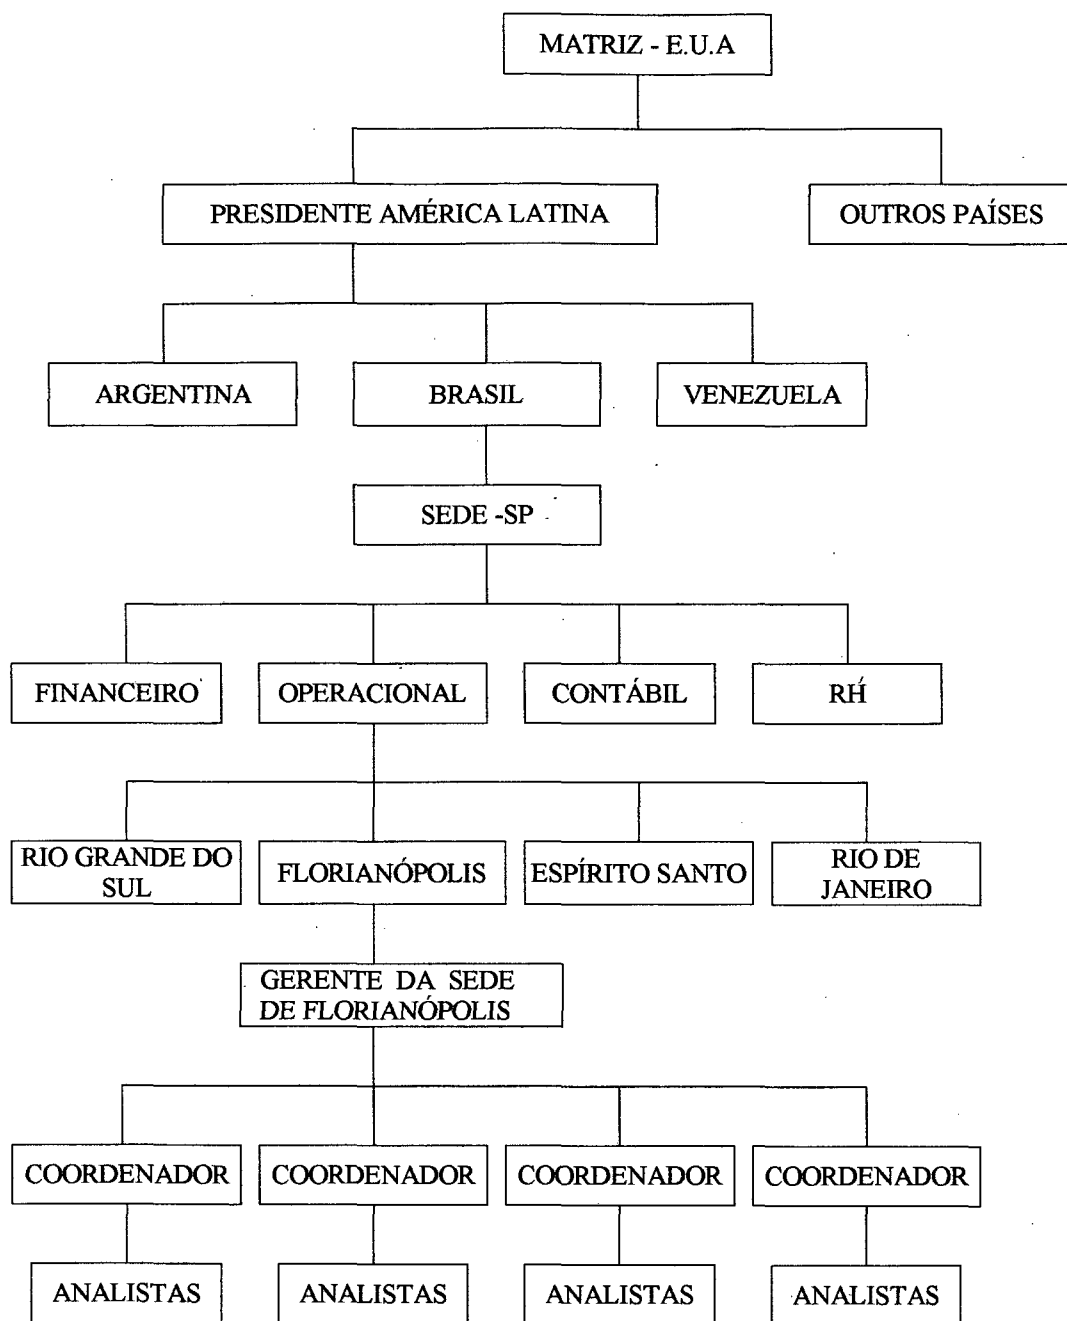 MATRIZ - E.U.A
PRESIDENTE AMÉRICA LATINA
OUTROS PAÍSES
ARGENTINA
BRASIL
VENEZUELA
SEDE -SP
FINANCEIRO
OPERACIONAL
CONTÁBIL
RH
RIO GRANDE DO
SUL
FLORIANÓPOLIS
ESPÍRITO SANTO
RIO DE
JANEIRO
GERENTE DA SEDE
DE FLORIANÓPOLIS
COORDENADOR
COORDENADOR
COORDENADOR
COORDENADOR
ANALISTAS
ANALISTAS
ANALISTAS
ANALISTAS